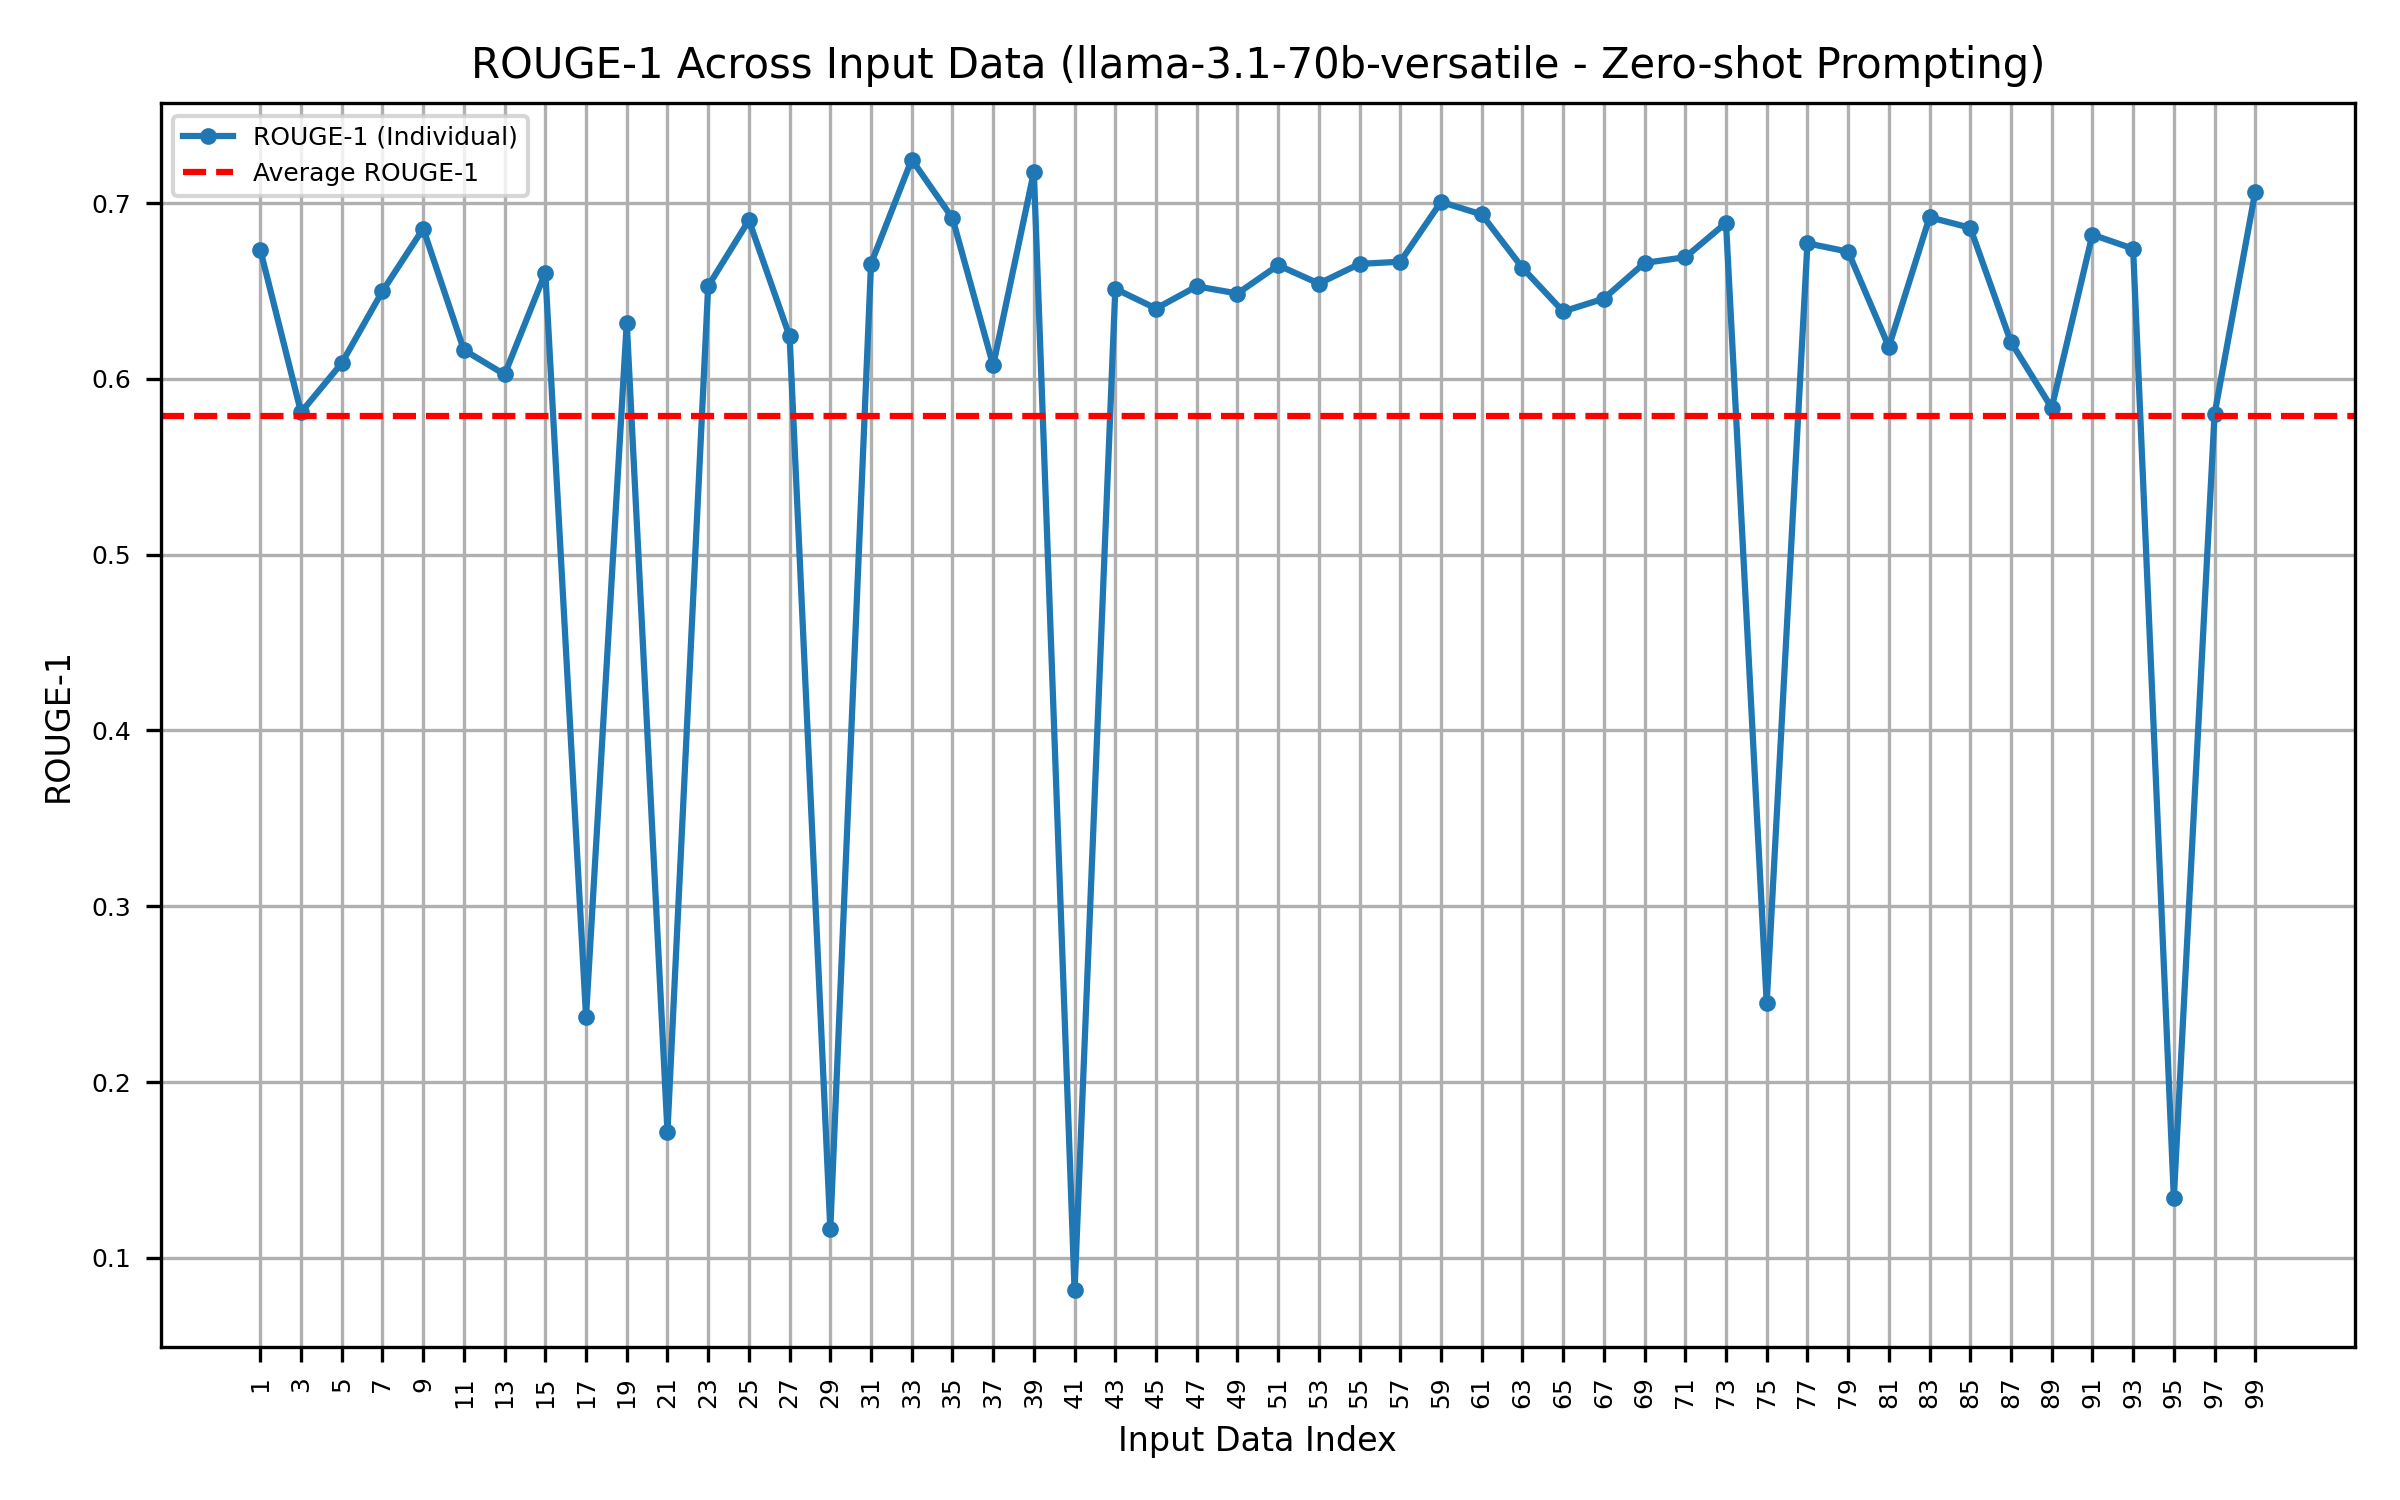 ROUGE-1 Across Input Data (llama-3.1-70b-versatile - Zero-shot Prompting)
ROUGE-1 (Individual)
Average ROUGE-1
0.7
0.6
0.5
0.4
0.3
0.2
0.1
ROUGE-1
1 3 5 7 9 11 13 15 17 19 21 23 25 27 29 31 33 35 37 39 41 43 45 47 49 51 53 55 57 59 61 63 65 67 69 71 73 75 77 79 81 83 85 87 89 91 93 95 97 99
Input Data Index